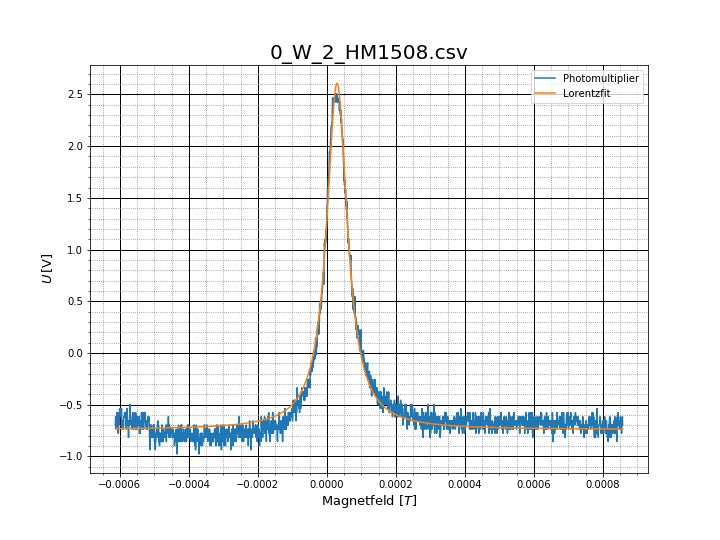 0_W_2_HM1508.csv
Photomultiplier
Lorentzfit
2.5
2.0
1.5
1.0
0.5
0.0
−0.5
−1.0
U [V]
−0.0006 −0.0004 −0.0002 0.0000 0.0002 0.0004 0.0006 0.0008
Magnetfeld [T]